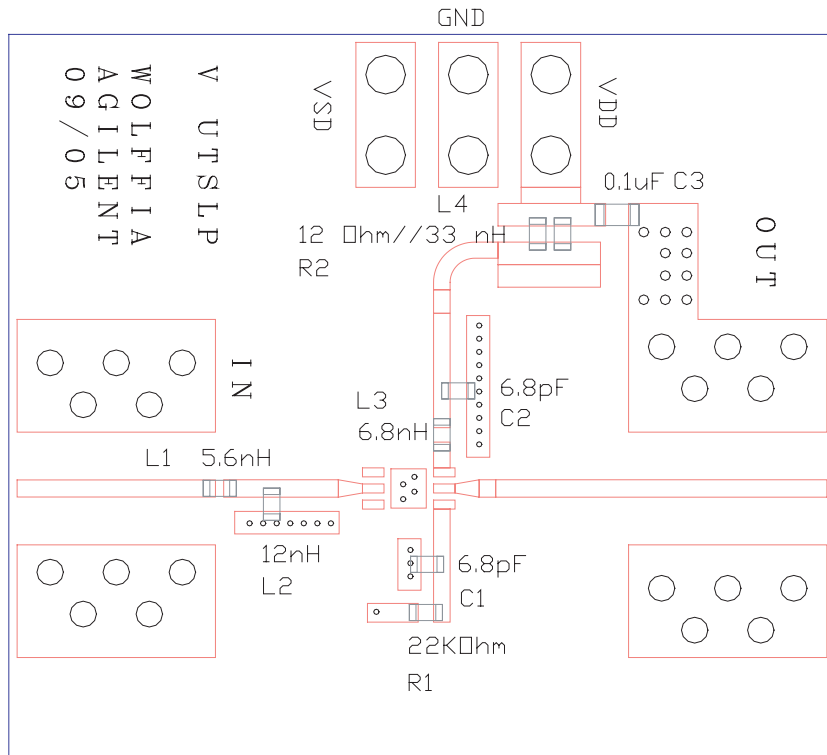 GND
V UTSLP
WOLFFIA
AGILENT
09/05
VSD
VDD
0.1uF C3
L4
12 Ohm//33 nH
R2
OUT
IN
6.8pF
C2
L3
6.8nH
L1 5.6nH
12nH
L2
6.8pF
C1
22KOhm
R1